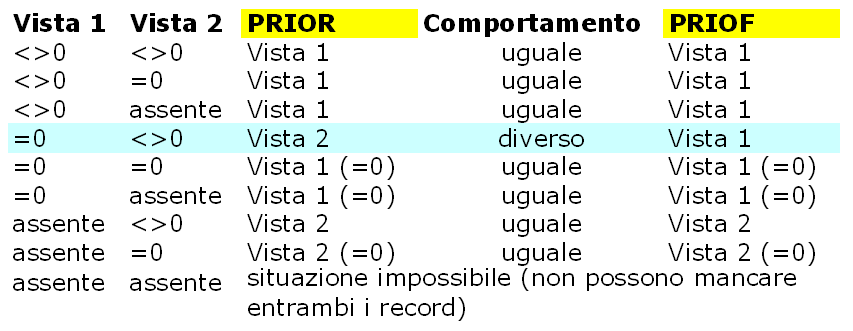 Vista 1 Vista 2 PRIOR Comportamento PRIOF
<>0 <>0 Vista 1 uguale Vista 1
<>0 =0 Vista 1 uguale Vista 1
<>0 assente Vista 1 uguale Vista 1
=0 <>0 Vista 2 diverso Vista 1
=0 =0 Vista 1 (=0) uguale Vista 1 (=0)
=0 assente Vista 1 (=0) uguale Vista 1 (=0)
assente <>0 Vista 2 uguale Vista 2
assente =0 Vista 2 (=0) uguale Vista 2 (=0)
assente assente situazione impossibile (non possono mancare
entrambi i record)